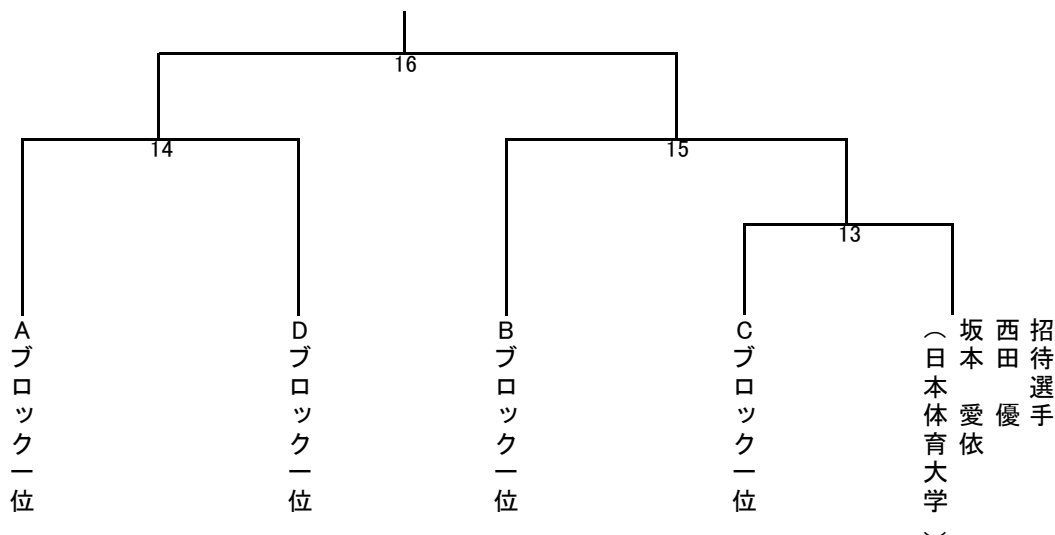 16
14
15
13
Aブロック一位
Dブロック一位
Bブロック一位
Cブロック一位
招待選手
西田 優
坂本 愛依
（日本体育大学）